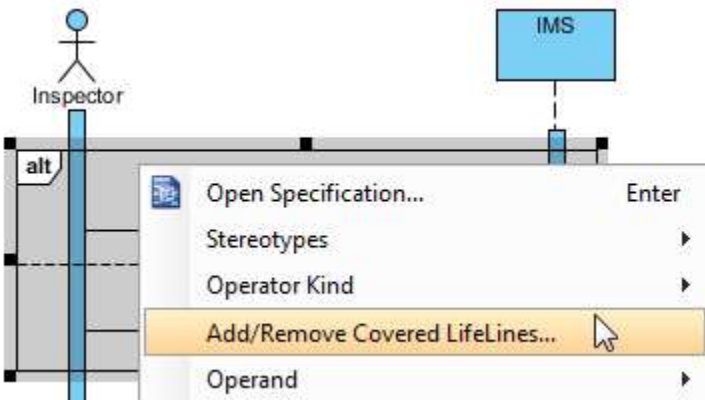 IMS
Inspector
alt
Open Specification... Enter
Stereotypes
Operator Kind
Add/Remove Covered LifeLines...
Operand